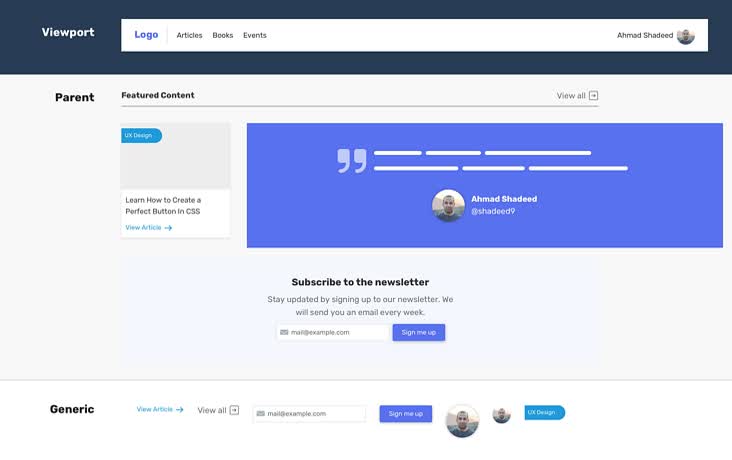 Viewport
Logo Articles Books Events Ahmad Shadeed
Parent
Featured Content View all
UX Design
Learn How to Create a
Perfect Button In CSS
View Article
Ahmad Shadeed
@shadeed9
Subscribe to the newsletter
Stay updated by signing up to our newsletter. We
will send you an email every week.
mail@example.com Sign me up
Generic
View Article View all mail@example.com Sign me up UX Design